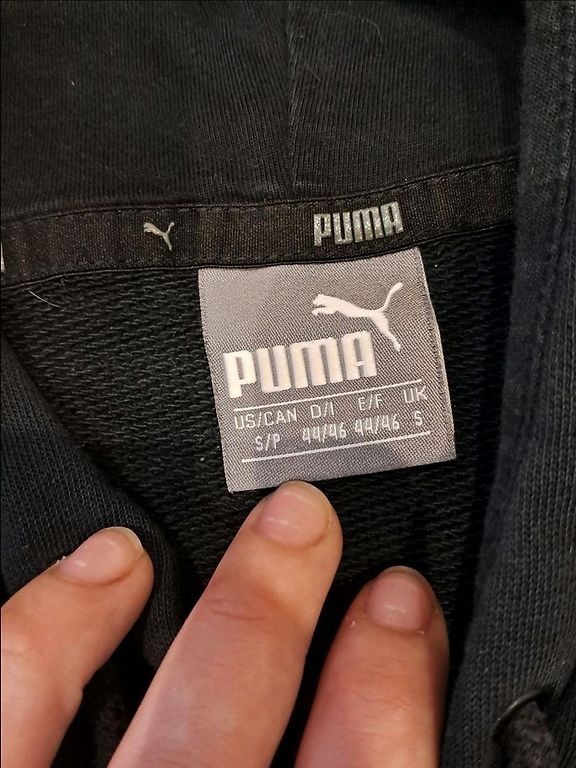 PUMA
PUMA
US/CAN D/I E/F UK
S/P 44/46 44/46 S